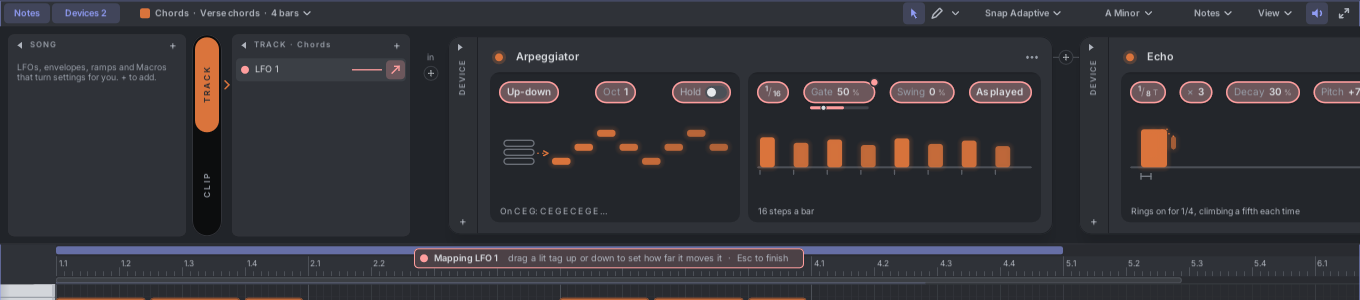 Notes Devices 2 Chords · Verse chords · 4 bars Snap Adaptive A Minor Notes View
SONG +
LFOs, envelopes, ramps and Macros
that turn settings for you. + to add.
TRACK
CLIP
TRACK · Chords +
LFO 1
in
+
DEVICE
+
Arpeggiator
Up-down Oct 1 Hold
On C E G: C E G E C E G E ...
1/16 Gate 50 % Swing 0 % As played
16 steps a bar
+
DEVICE
+
Echo
1/8 T × 3 Decay 30 % Pitch +7
Rings on for 1/4, climbing a fifth each time
Mapping LFO 1 drag a lit tag up or down to set how far it moves it · Esc to finish
1.1 1.2 1.3 1.4 2.1 2.2 4.1 4.2 4.3 4.4 5.1 5.2 5.3 6.1